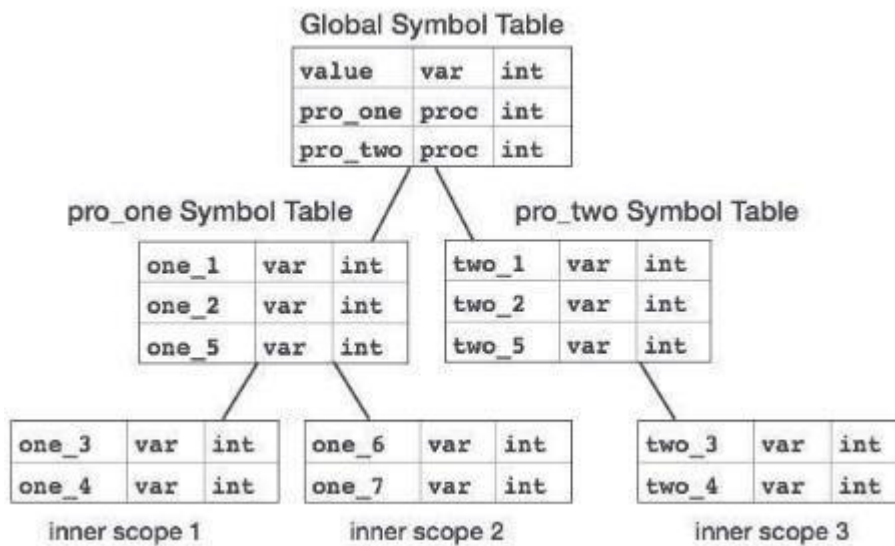 Global Symbol Table
value var int
pro_one proc int
pro_two proc int
pro_one Symbol Table
one_1 var int
one_2 var int
one_5 var int
pro_two Symbol Table
two_1 var int
two_2 var int
two_5 var int
one_3 var int
one_4 var int
inner scope 1
one_6 var int
one_7 var int
inner scope 2
two_3 var int
two_4 var int
inner scope 3